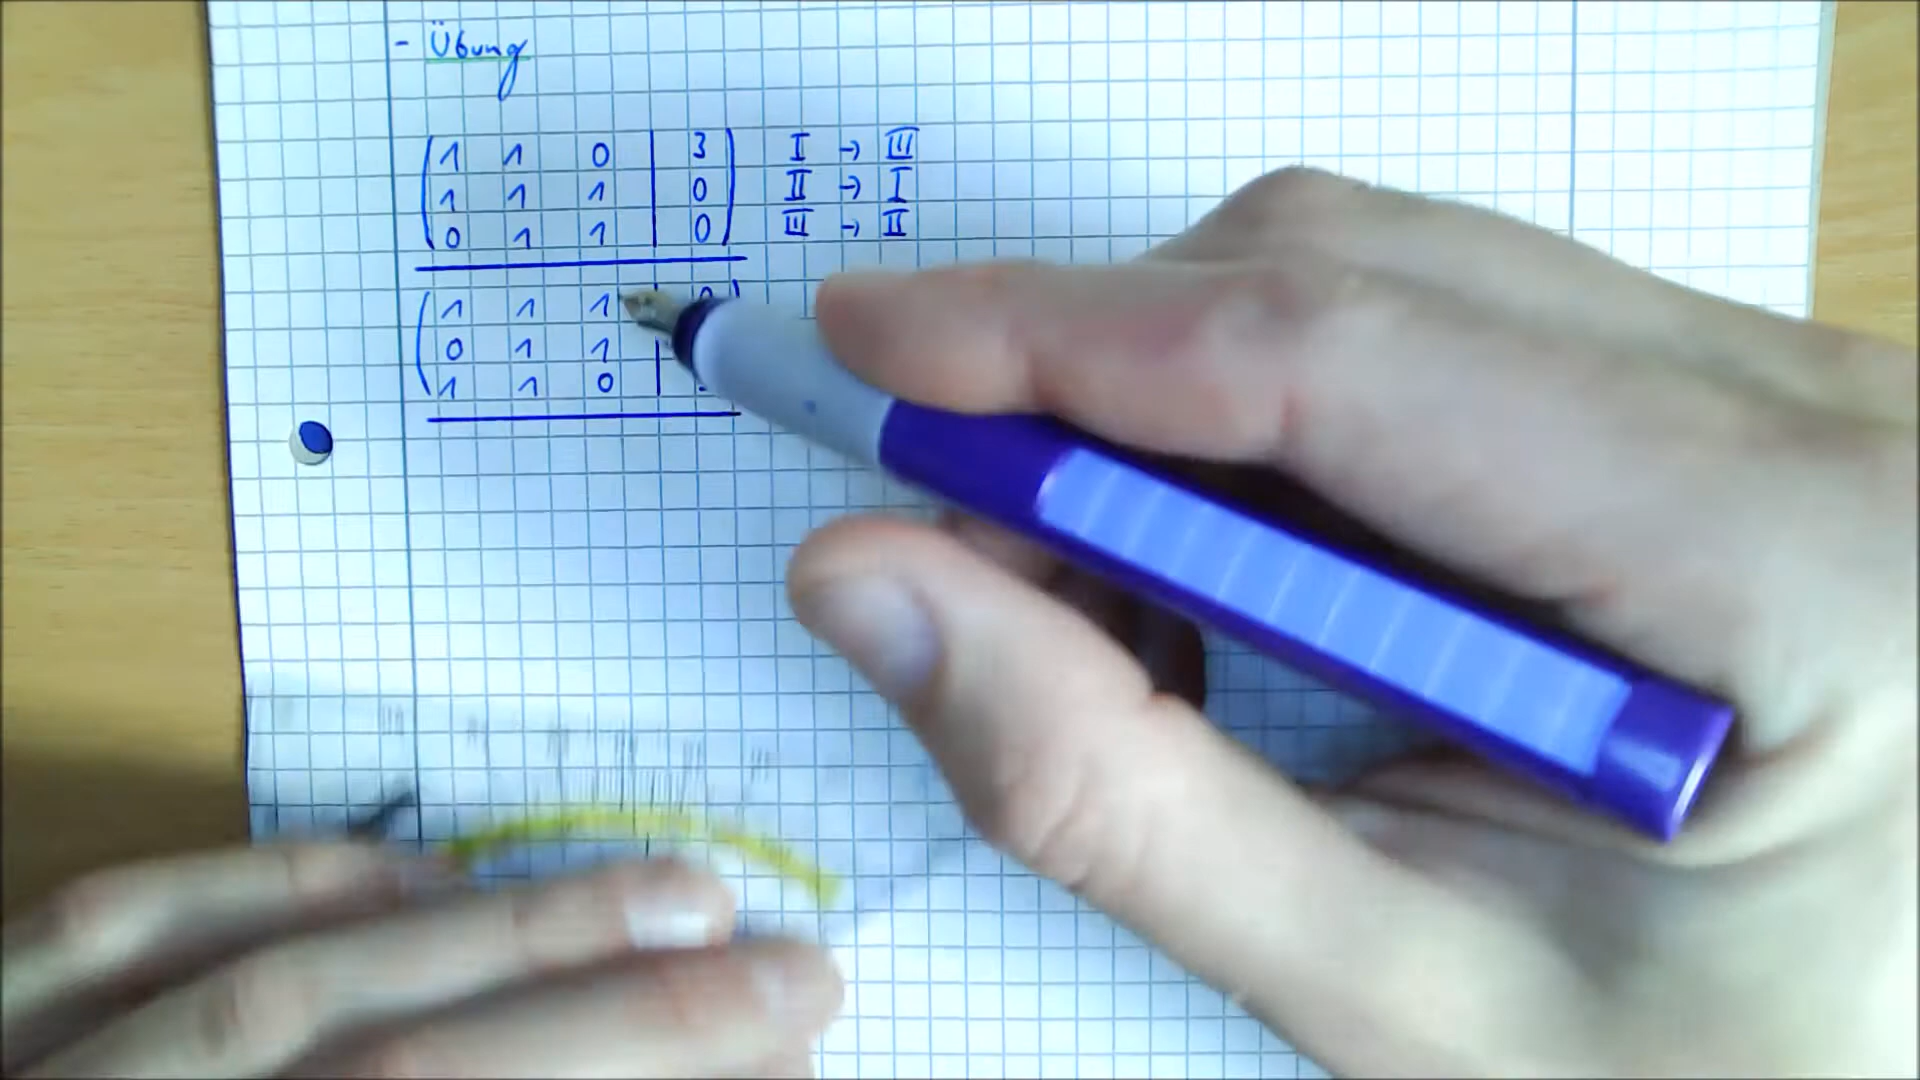 - Übung
1 1 0 | 3 I → III
1 1 1 | 0 II → I
0 1 1 | 0 III → II
1 1 1 | 0
0 1 1 |
1 1 0 |